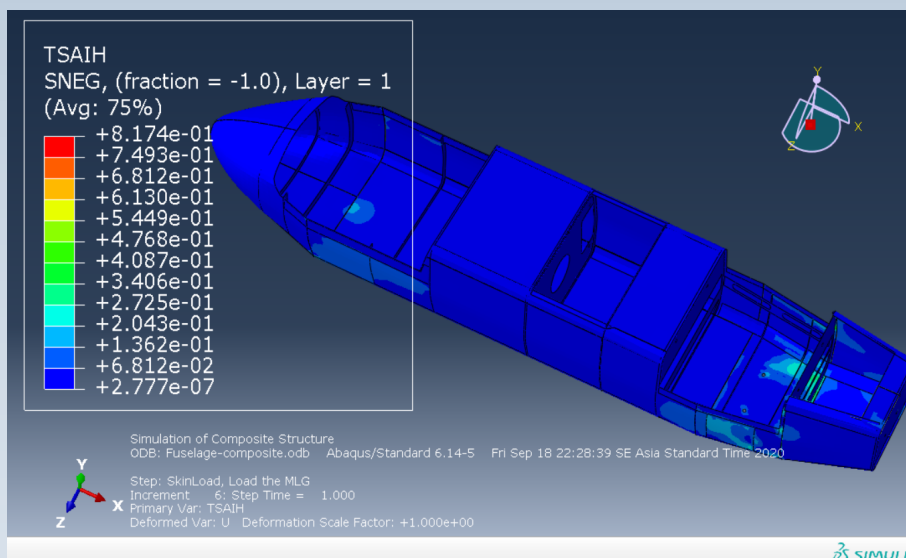 TSAIH
SNEG, (fraction = -1.0), Layer = 1
(Avg: 75%)
+8.174e-01
+7.493e-01
+6.812e-01
+6.130e-01
+5.449e-01
+4.768e-01
+4.087e-01
+3.406e-01
+2.725e-01
+2.043e-01
+1.362e-01
+6.812e-02
+2.777e-07
Y
X
Z
Simulation of Composite Structure
ODB: Fuselage-composite.odb Abaqus/Standard 6.14-5 Fri Sep 18 22:28:39 SE Asia Standard Time 2020
Y
X
Z
Step: SkinLoad, Load the MLG
Increment 6: Step Time = 1.000
Primary Var: TSAIH
Deformed Var: U Deformation Scale Factor: +1.000e+00